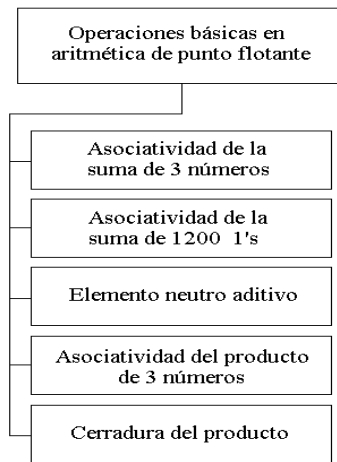 Operaciones básicas en
aritmética de punto flotante
Asociatividad de la
suma de 3 números
Asociatividad de la
suma de 1200 1's
Elemento neutro aditivo
Asociatividad del producto
de 3 números
Cerradura del producto